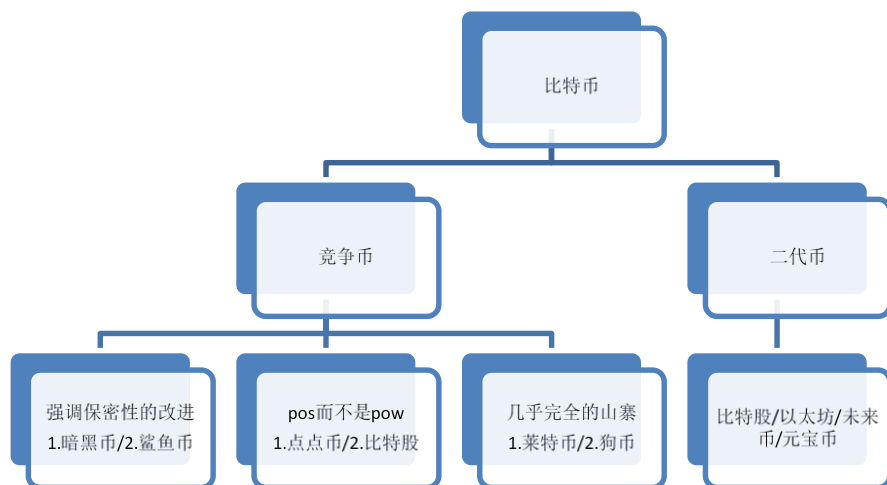 比特币
竞争币
二代币
强调保密性的改进
1.暗黑币/2.鲨鱼币
pos而不是pow
1.点点币/2.比特股
几乎完全的山寨
1.莱特币/2.狗币
比特股/以太坊/未来
币/元宝币